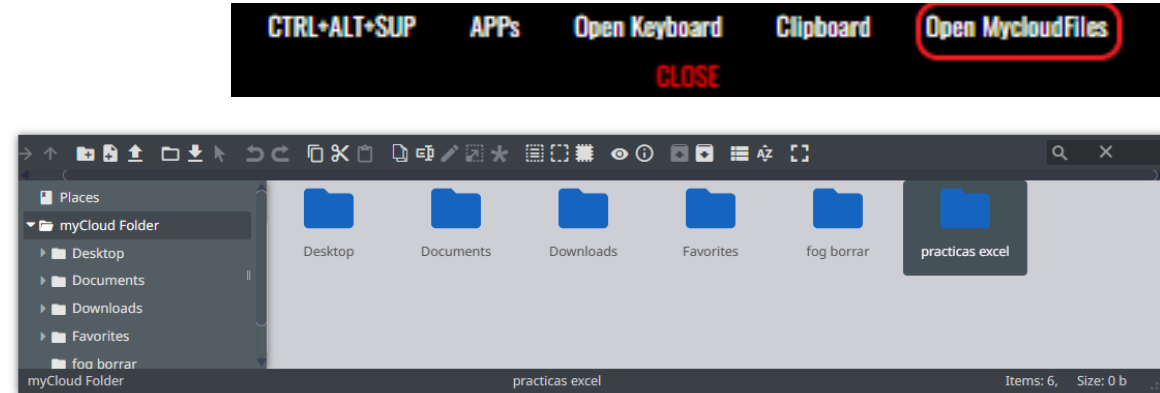 CTRL+ALT+SUP APPs Open Keyboard Clipboard Open MycloudFiles
CLOSE
Places
myCloud Folder
Desktop
Documents
Downloads
Favorites
fog borrar
Desktop Documents Downloads Favorites fog borrar practicas excel
myCloud Folder practicas excel Items: 6, Size: 0 b